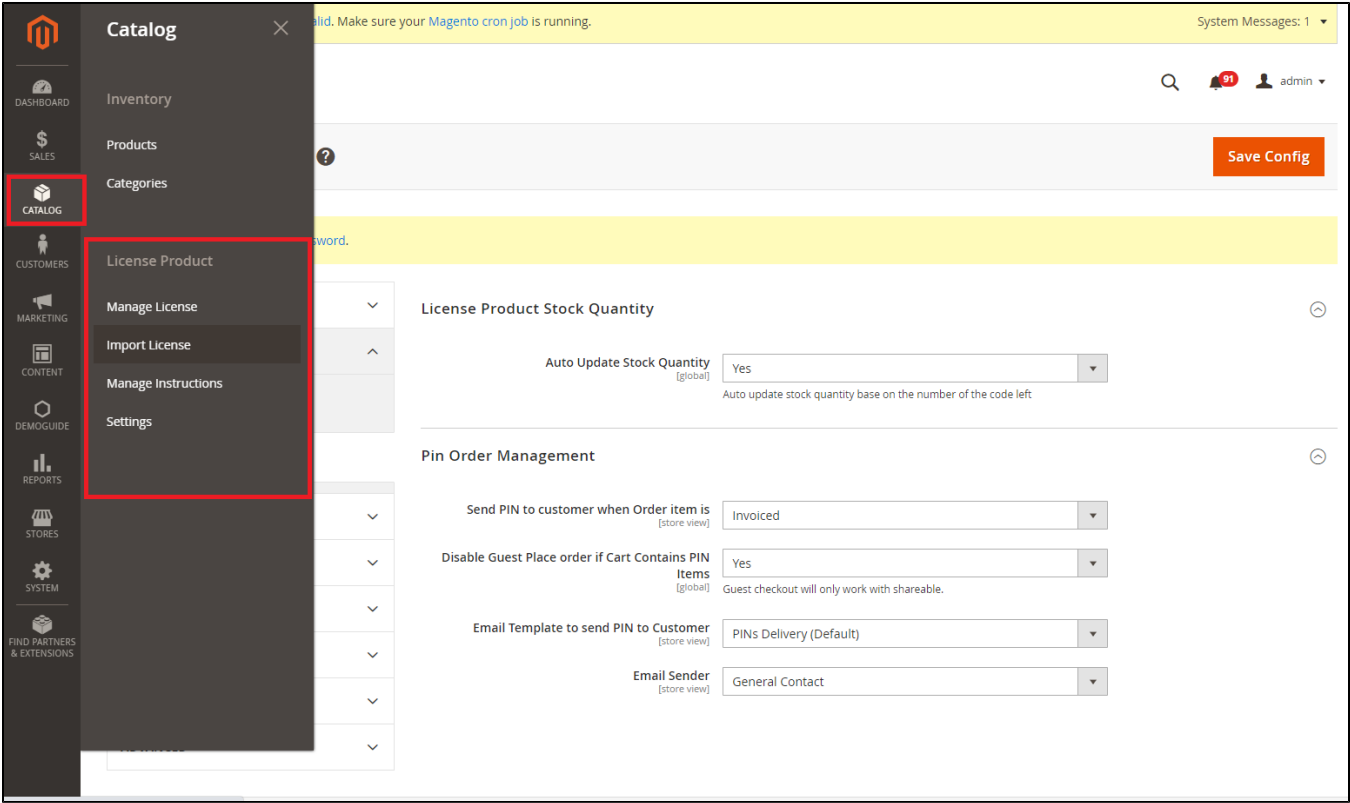 Catalog
alid. Make sure your Magento cron job is running.
System Messages: 1
DASHBOARD
SALES
CATALOG
CUSTOMERS
MARKETING
CONTENT
DEMOGUIDE
REPORTS
STORES
SYSTEM
FIND PARTNERS
& EXTENSIONS
Inventory
Products
Categories
License Product
Manage License
Import License
Manage Instructions
Settings
91
admin
?
Save Config
sword.
License Product Stock Quantity
Auto Update Stock Quantity
[global]
Yes
Auto update stock quantity base on the number of the code left
Pin Order Management
Send PIN to customer when Order item is
[store view]
Invoiced
Disable Guest Place order if Cart Contains PIN
Items
[global]
Yes
Guest checkout will only work with shareable.
Email Template to send PIN to Customer
[store view]
PINs Delivery (Default)
Email Sender
[store view]
General Contact